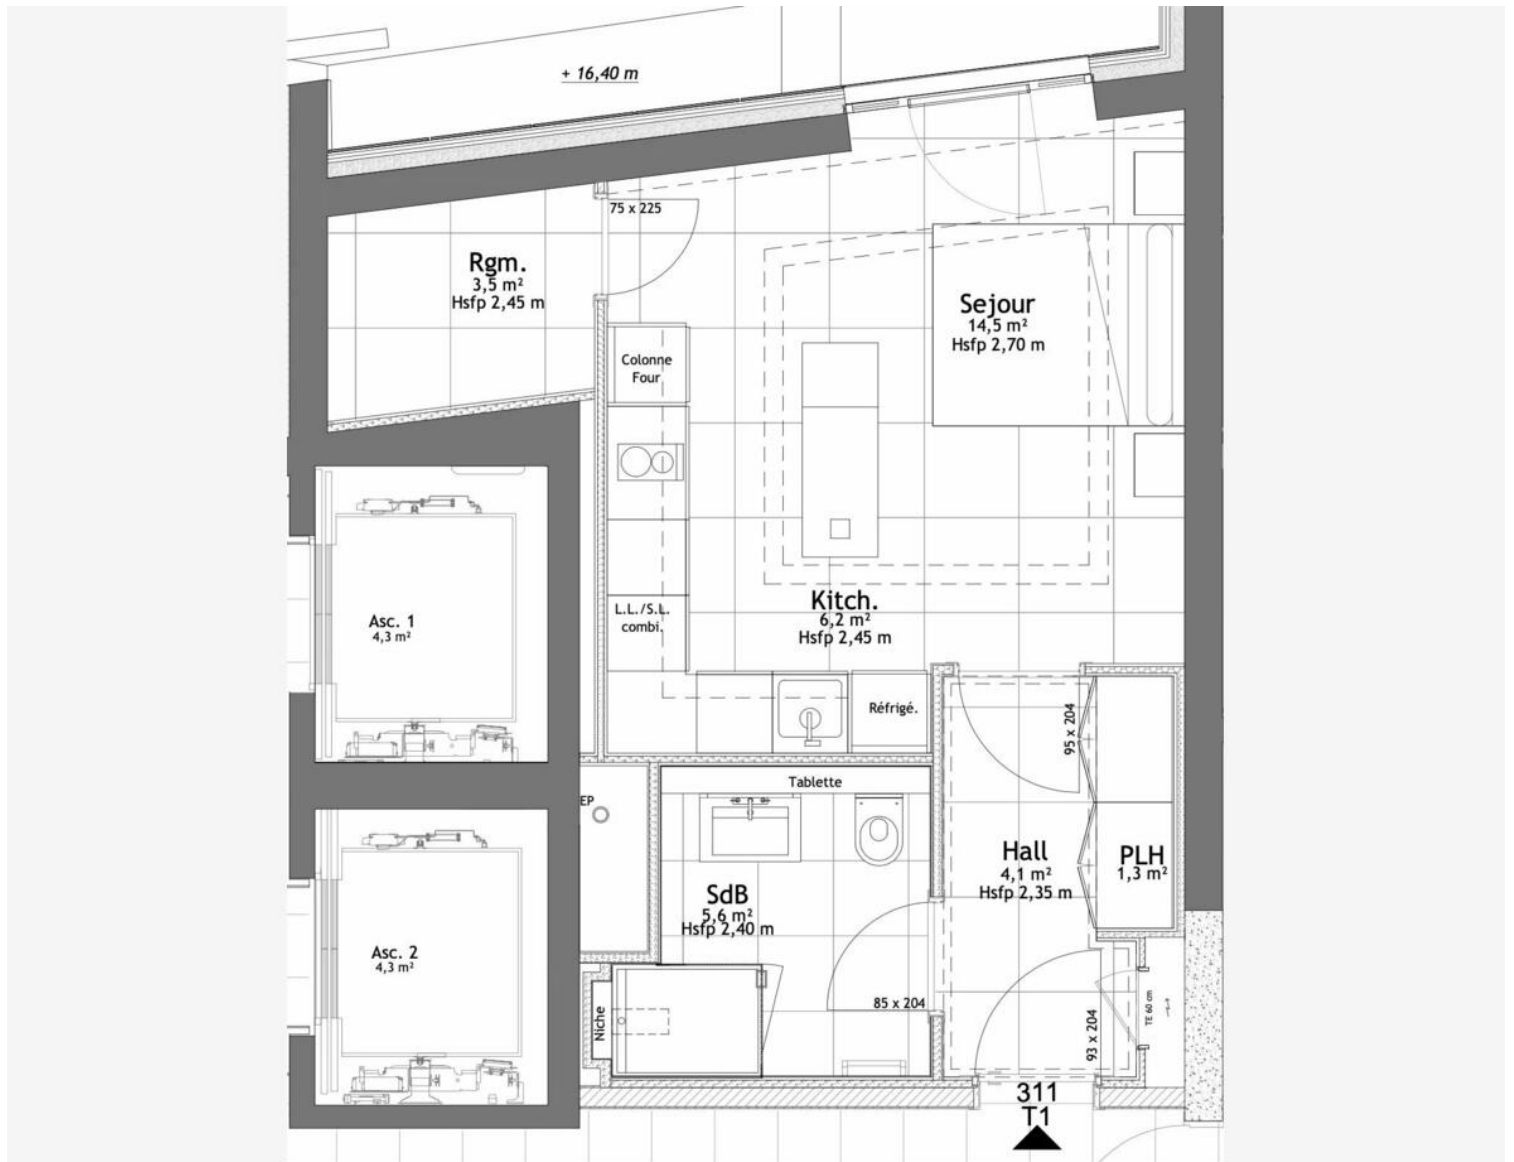 + 16,40 m
75 x 225
Rgm.
3,5 m²
Hsfp 2,45 m
Sejour
14,5 m²
Hsfp 2,70 m
Colonne
Four
Kitch.
6,2 m²
Hsfp 2,45 m
L.L./S.L.
combi.
Asc. 1
4,3 m²
Réfrigé.
95 x 204
Tablette
EP
Hall
4,1 m²
Hsfp 2,35 m
PLH
1,3 m²
SdB
5,6 m²
Hsfp 2,40 m
Asc. 2
4,3 m²
85 x 204
Niche
TE 60 cm
93 x 204
311
T1